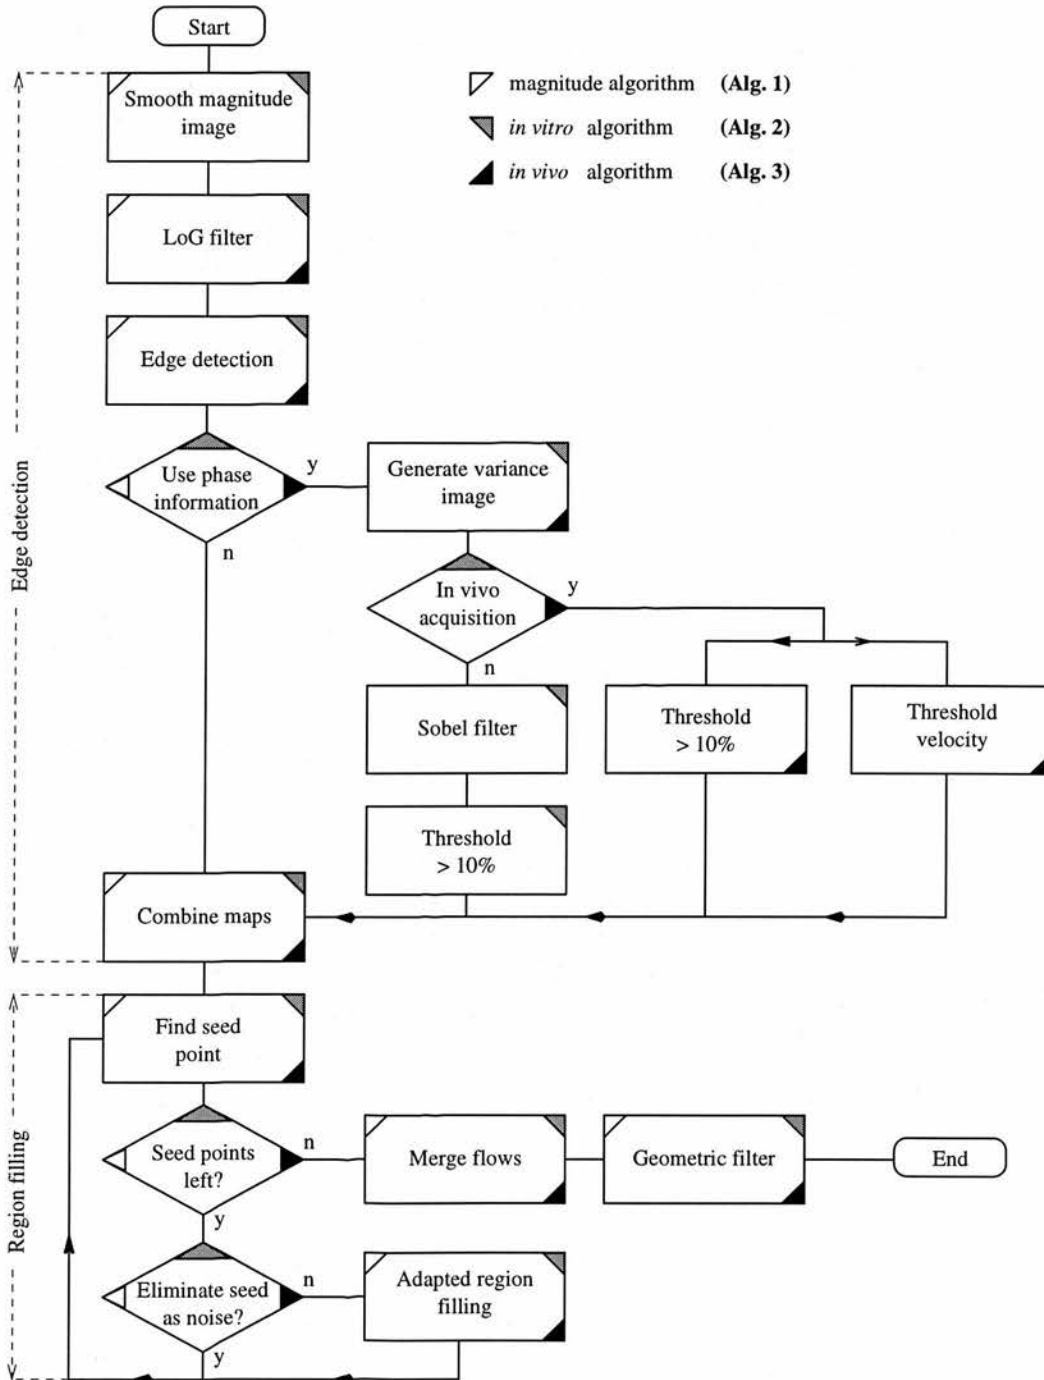 Start
magnitude algorithm (Alg. 1)
in vitro algorithm (Alg. 2)
in vivo algorithm (Alg. 3)
Smooth magnitude
image
LoG filter
Edge detection
Edge detection
Use phase
information
y
n
Generate variance
image
In vivo
acquisition
y
n
Sobel filter
Threshold
> 10%
Threshold
velocity
Threshold
> 10%
Combine maps
Region filling
Find seed
point
Seed points
left?
n
y
Merge flows
Geometric filter
End
Eliminate seed
as noise?
n
y
Adapted region
filling